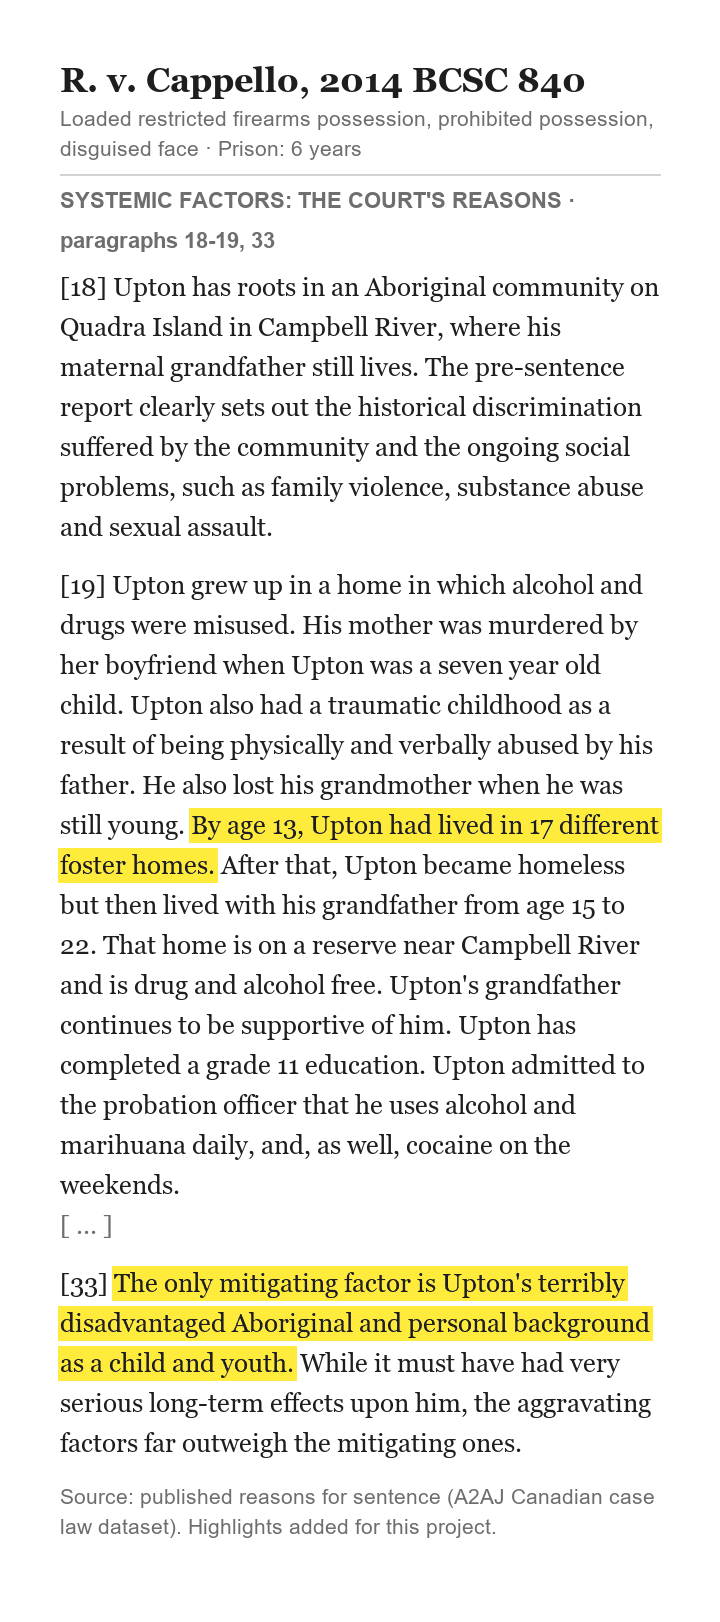 R. v. Cappello, 2014 BCSC 840
Loaded restricted firearms possession, prohibited possession,
disguised face · Prison: 6 years
SYSTEMIC FACTORS: THE COURT'S REASONS ·
paragraphs 18-19, 33
[18] Upton has roots in an Aboriginal community on
Quadra Island in Campbell River, where his
maternal grandfather still lives. The pre-sentence
report clearly sets out the historical discrimination
suffered by the community and the ongoing social
problems, such as family violence, substance abuse
and sexual assault.
[19] Upton grew up in a home in which alcohol and
drugs were misused. His mother was murdered by
her boyfriend when Upton was a seven year old
child. Upton also had a traumatic childhood as a
result of being physically and verbally abused by his
father. He also lost his grandmother when he was
still young. By age 13, Upton had lived in 17 different
foster homes. After that, Upton became homeless
but then lived with his grandfather from age 15 to
22. That home is on a reserve near Campbell River
and is drug and alcohol free. Upton's grandfather
continues to be supportive of him. Upton has
completed a grade 11 education. Upton admitted to
the probation officer that he uses alcohol and
marihuana daily, and, as well, cocaine on the
weekends.
[ ... ]
[33] The only mitigating factor is Upton's terribly
disadvantaged Aboriginal and personal background
as a child and youth. While it must have had very
serious long-term effects upon him, the aggravating
factors far outweigh the mitigating ones.
Source: published reasons for sentence (A2AJ Canadian case
law dataset). Highlights added for this project.